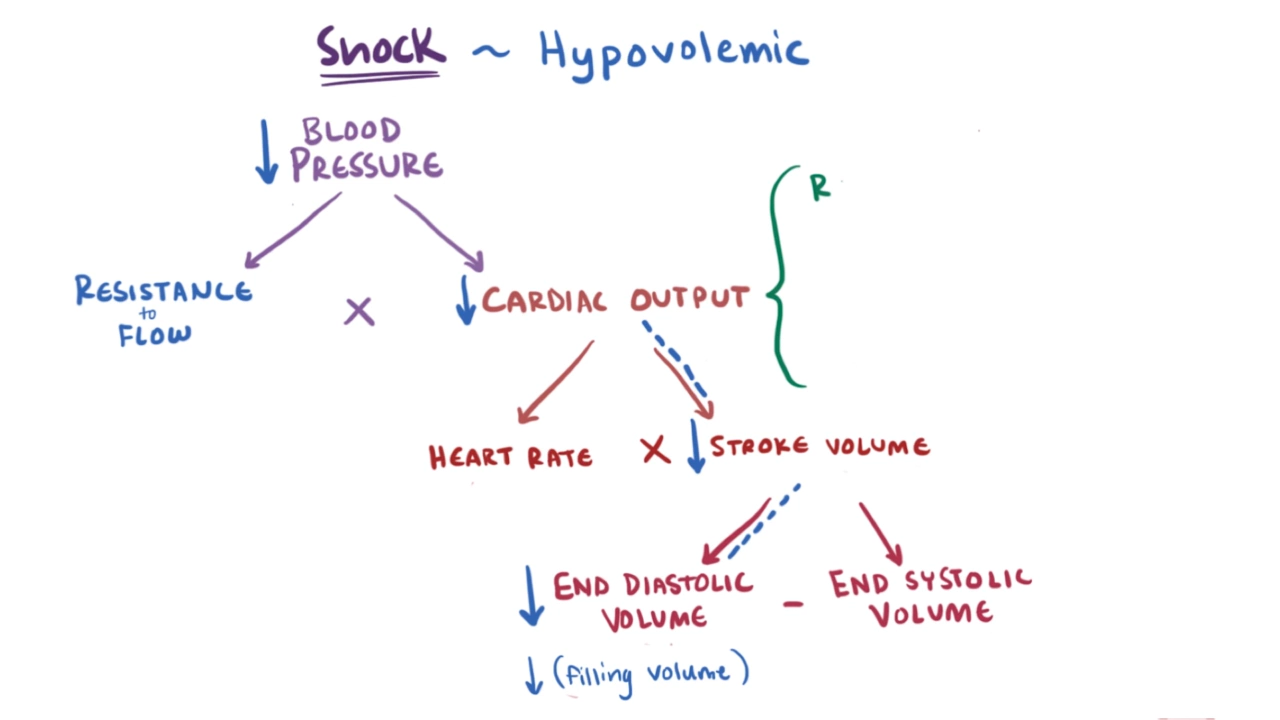 Shock ~ Hypovolemic
↓ BLOOD
PRESSURE
R
RESISTANCE
to
FLOW
X
↓ CARDIAC OUTPUT
HEART RATE X ↓ STROKE VOLUME
↓ END DIASTOLIC
VOLUME
- END SYSTOLIC
VOLUME
↓ (filling volume)